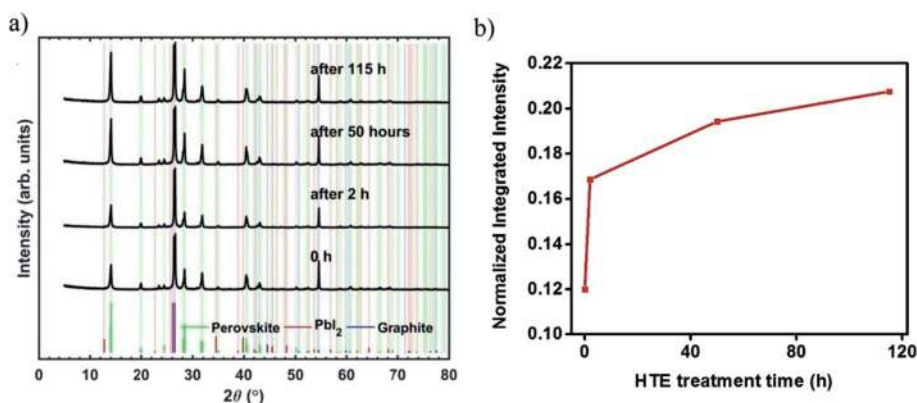 a)
after 115 h
after 50 hours
after 2 h
0 h
Perovskite PbI₂ Graphite
Intensity (arb. units)
0 10 20 30 40 50 60 70 80
2θ (°)
b)
0.22
0.20
0.18
0.16
0.14
0.12
0.10
Normalized Integrated Intensity
0 40 80 120
HTE treatment time (h)